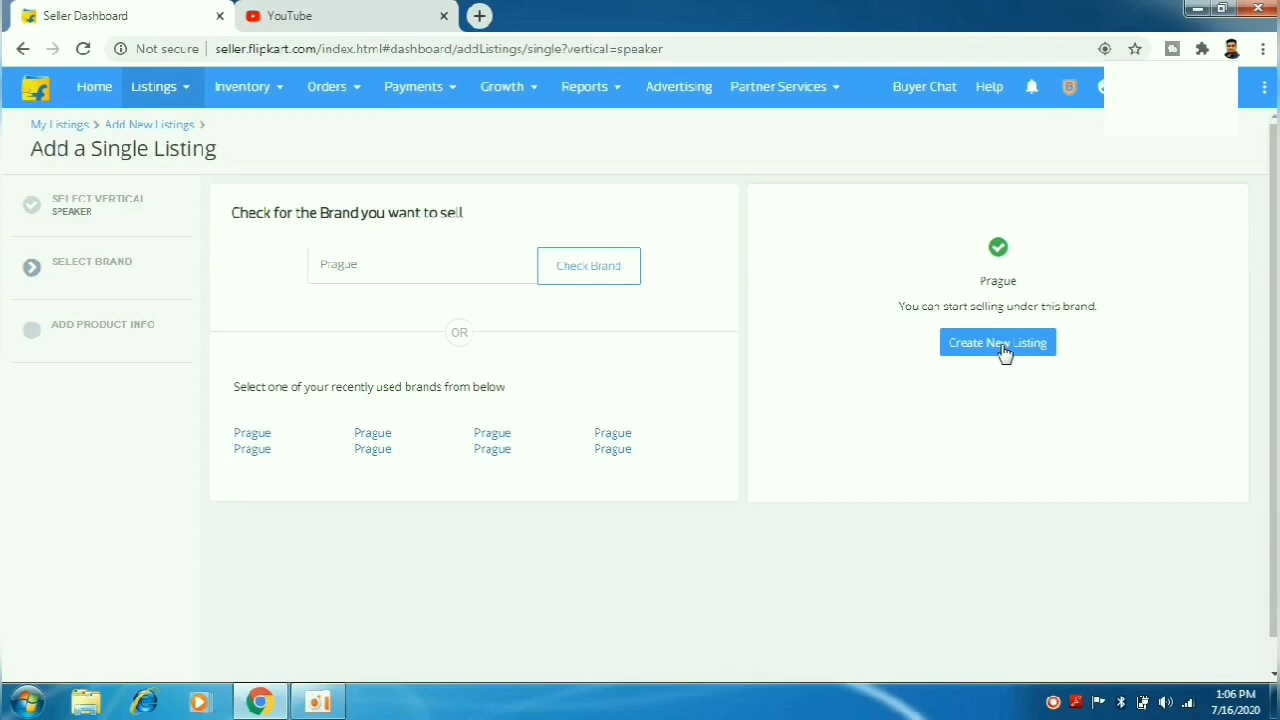 Seller Dashboard
YouTube
Not secure | seller.flipkart.com/index.html#dashboard/addListings/single?vertical=speaker
Home Listings Inventory Orders Payments Growth Reports Advertising Partner Services Buyer Chat Help
My Listings > Add New Listings >
Add a Single Listing
SELECT VERTICAL
SPEAKER
SELECT BRAND
ADD PRODUCT INFO
Check for the Brand you want to sell
Prague
Check Brand
OR
Select one of your recently used brands from below
Prague Prague Prague Prague
Prague Prague Prague Prague
Prague
You can start selling under this brand.
Create New Listing
1:06 PM
7/16/2020